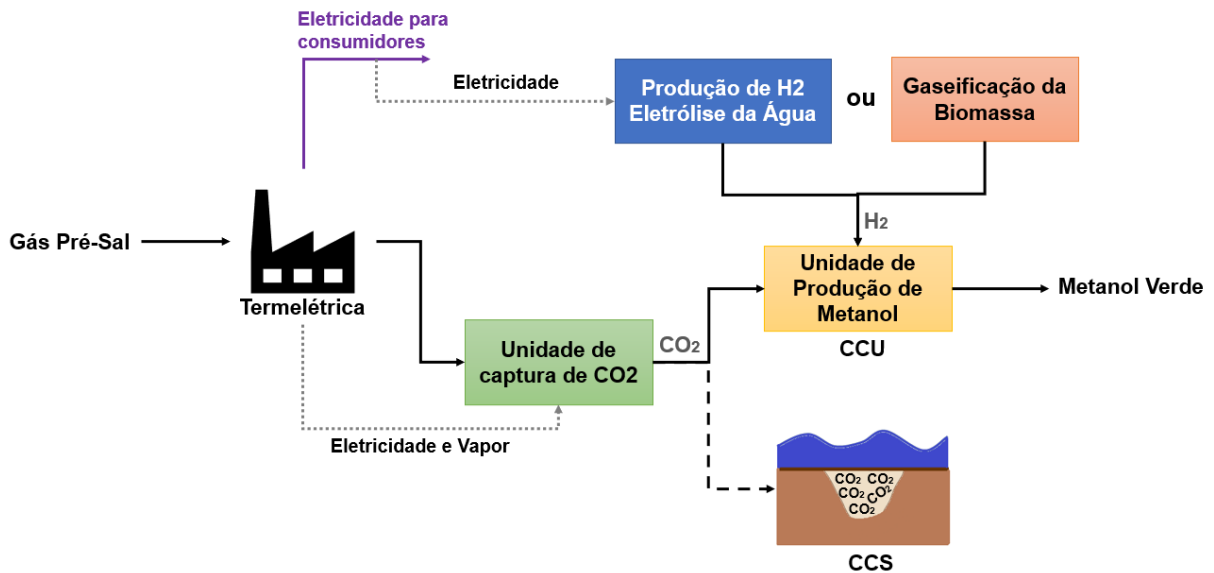 Eletricidade para
consumidores
Eletricidade
Produção de H2
Eletrólise da Água
ou
Gaseificação da
Biomassa
H2
Gás Pré-Sal
Termelétrica
Unidade de
Produção de
Metanol
CCU
Metanol Verde
Unidade de
captura de CO2
CO2
Eletricidade e Vapor
CO2 CO2
CO2 CO2
CO2
CCS